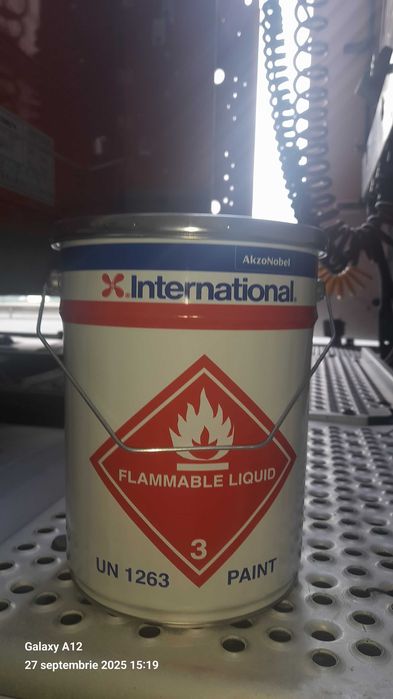 AkzoNobel
International
FLAMMABLE LIQUID
3
UN 1263 PAINT
Galaxy A12
27 septembrie 2025 15:19